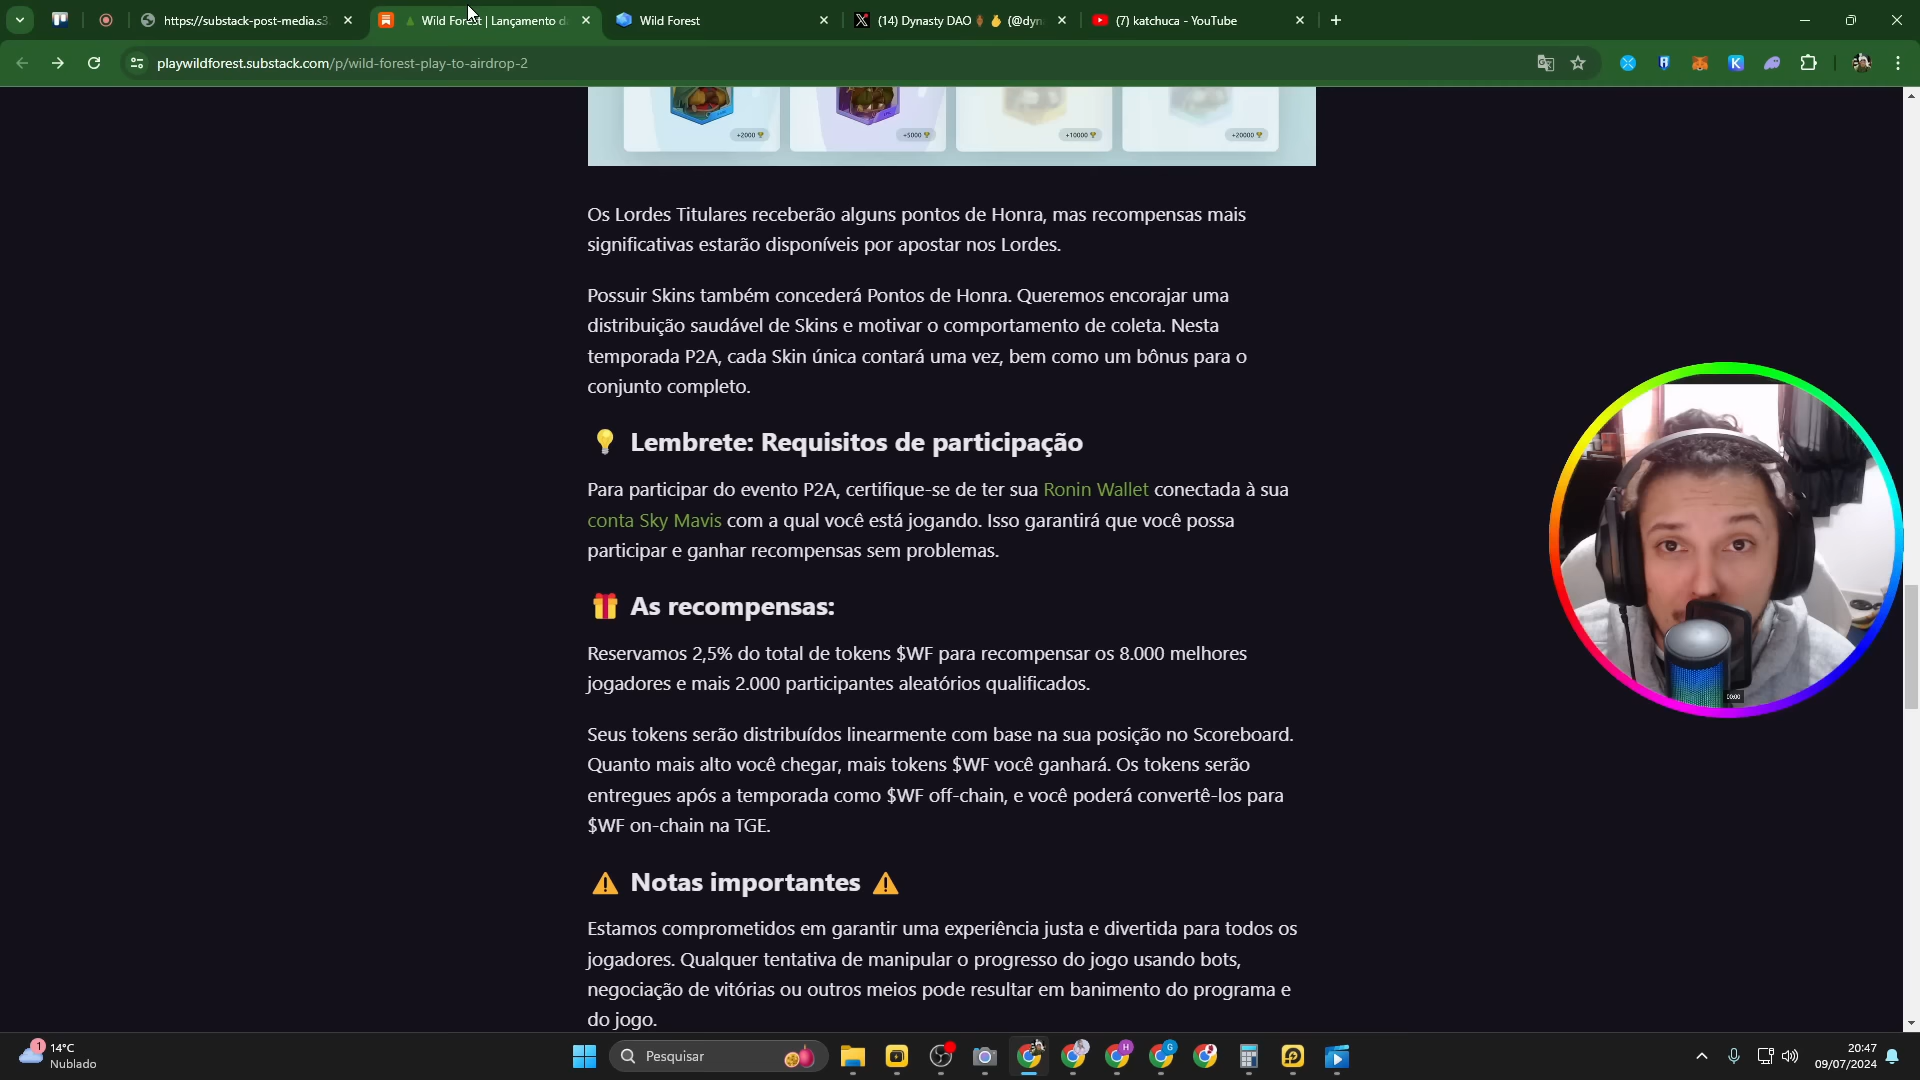 https://substack-post-media.s3
Wild Forest | Lançamento d
Wild Forest
(14) Dynasty DAO (@dyn
(7) katchuca - YouTube
playwildforest.substack.com/p/wild-forest-play-to-airdrop-2
+2000
+5000
+10000
+20000
Os Lordes Titulares receberão alguns pontos de Honra, mas recompensas mais
significativas estarão disponíveis por apostar nos Lordes.
Possuir Skins também concederá Pontos de Honra. Queremos encorajar uma
distribuição saudável de Skins e motivar o comportamento de coleta. Nesta
temporada P2A, cada Skin única contará uma vez, bem como um bônus para o
conjunto completo.
Lembrete: Requisitos de participação
Para participar do evento P2A, certifique-se de ter sua Ronin Wallet conectada à sua
conta Sky Mavis com a qual você está jogando. Isso garantirá que você possa
participar e ganhar recompensas sem problemas.
As recompensas:
Reservamos 2,5% do total de tokens $WF para recompensar os 8.000 melhores
jogadores e mais 2.000 participantes aleatórios qualificados.
Seus tokens serão distribuídos linearmente com base na sua posição no Scoreboard.
Quanto mais alto você chegar, mais tokens $WF você ganhará. Os tokens serão
entregues após a temporada como $WF off-chain, e você poderá convertê-los para
$WF on-chain na TGE.
Notas importantes
Estamos comprometidos em garantir uma experiência justa e divertida para todos os
jogadores. Qualquer tentativa de manipular o progresso do jogo usando bots,
negociação de vitórias ou outros meios pode resultar em banimento do programa e
do jogo.
00:00
1
14°C
Nublado
Pesquisar
H
G
20:47
09/07/2024